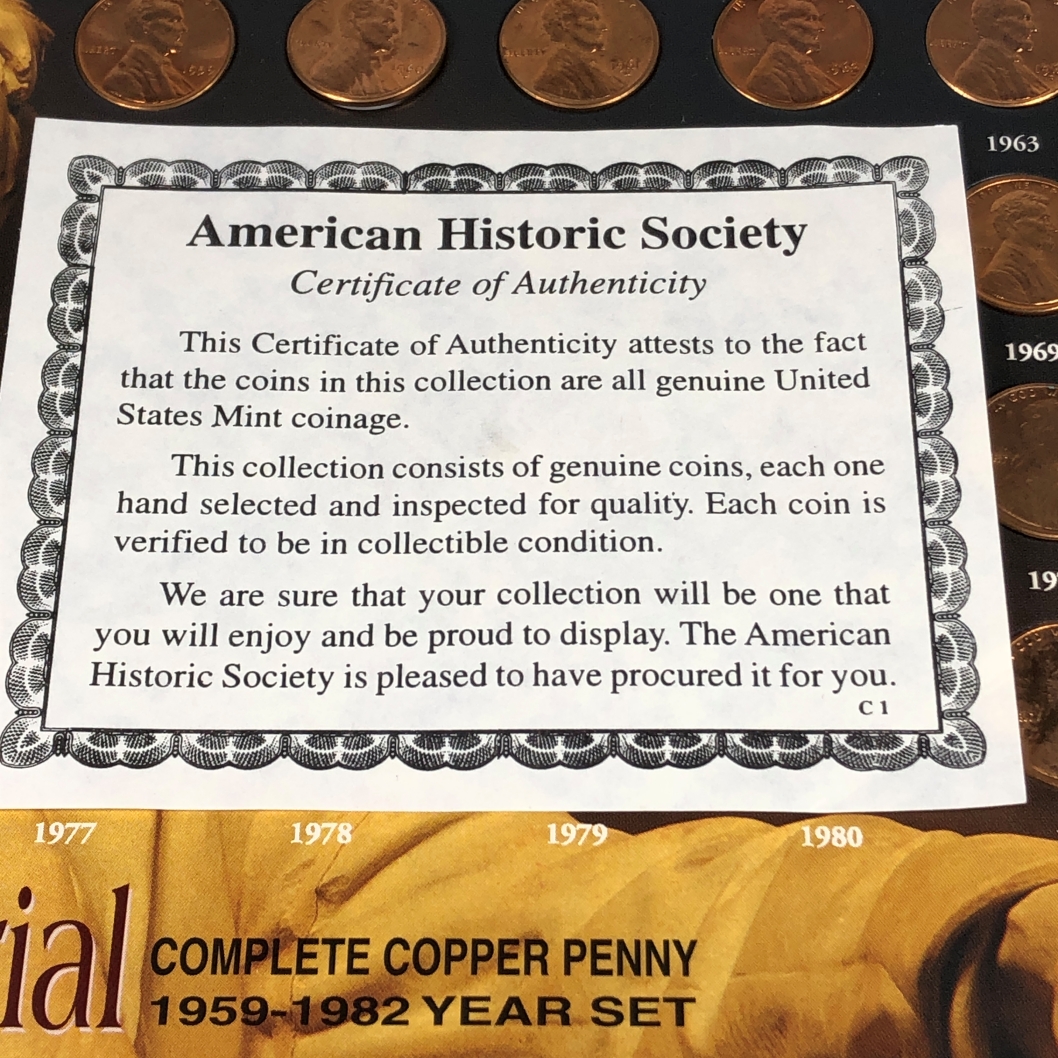 1963
American Historic Society
Certificate of Authenticity
This Certificate of Authenticity attests to the fact
that the coins in this collection are all genuine United
States Mint coinage.
1969
This collection consists of genuine coins, each one
hand selected and inspected for quality. Each coin is
verified to be in collectible condition.
We are sure that your collection will be one that
you will enjoy and be proud to display. The American
Historic Society is pleased to have procured it for you.
C 1
1977 1978 1979 1980
ial COMPLETE COPPER PENNY
1959-1982 YEAR SET